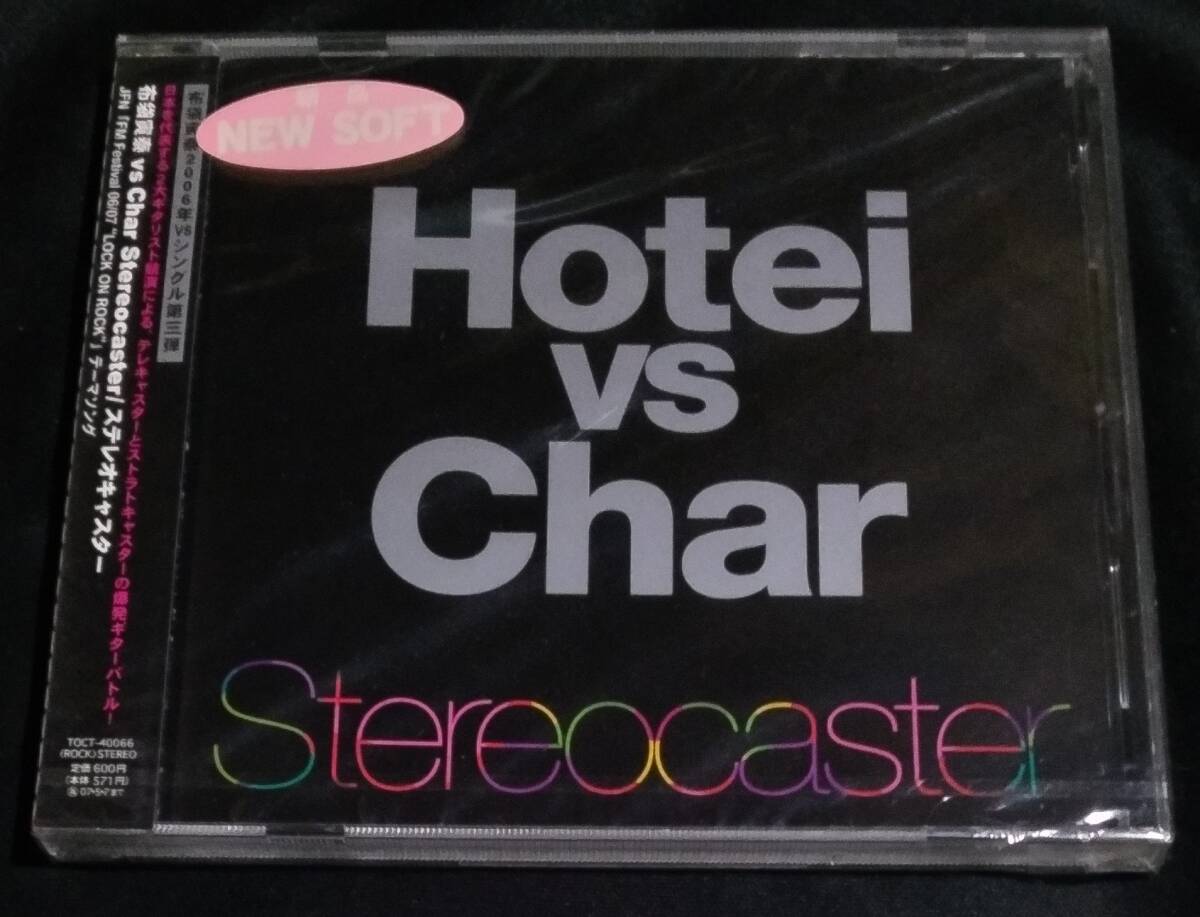 布袋寅泰2006年vsシングル第三弾
日本を代表する2大ギタリスト競演による、テレキャスターとストラトキャスターの爆発ギターバトル！
布袋寅泰 vs Char Stereocaster/ステレオキャスター
JFN「FM Festival 06/07 "LOCK ON ROCK"」テーマソング
TOCT-40066
(ROCK) STEREO
定価 600円
(本体 571円)
07・5・7まで
NEW SOFT
Hotei
vs
Char
Stereocaster